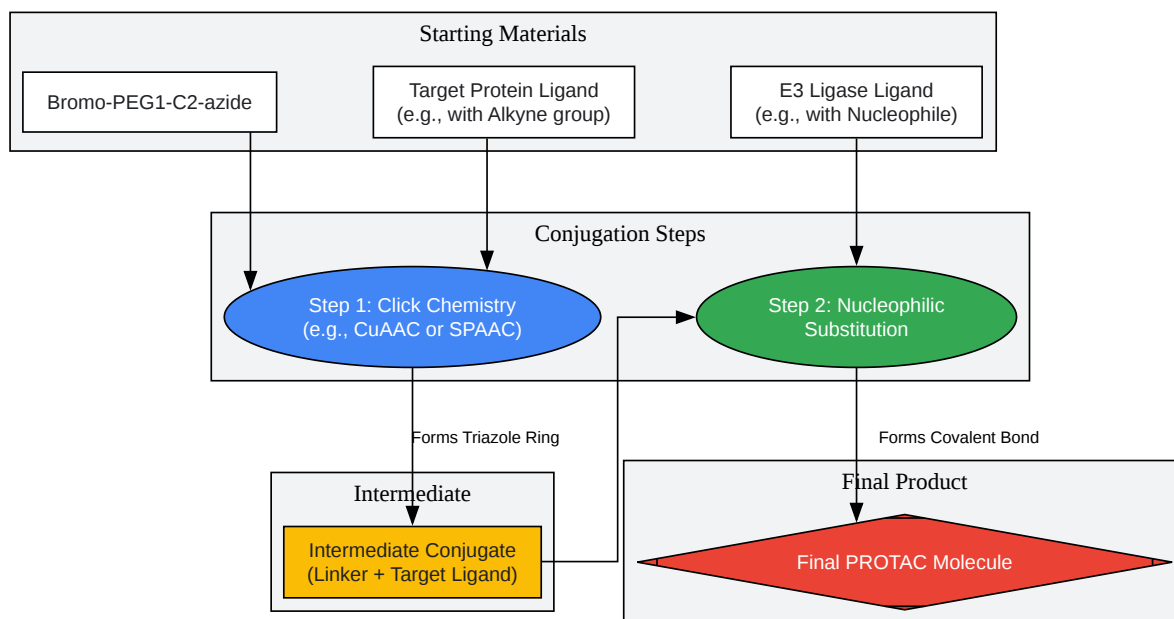 Starting Materials
Bromo-PEG1-C2-azide
Target Protein Ligand
(e.g., with Alkyne group)
E3 Ligase Ligand
(e.g., with Nucleophile)
Conjugation Steps
Step 1: Click Chemistry
(e.g., CuAAC or SPAAC)
Step 2: Nucleophilic
Substitution
Forms Triazole Ring
Forms Covalent Bond
Intermediate
Intermediate Conjugate
(Linker + Target Ligand)
Final Product
Final PROTAC Molecule